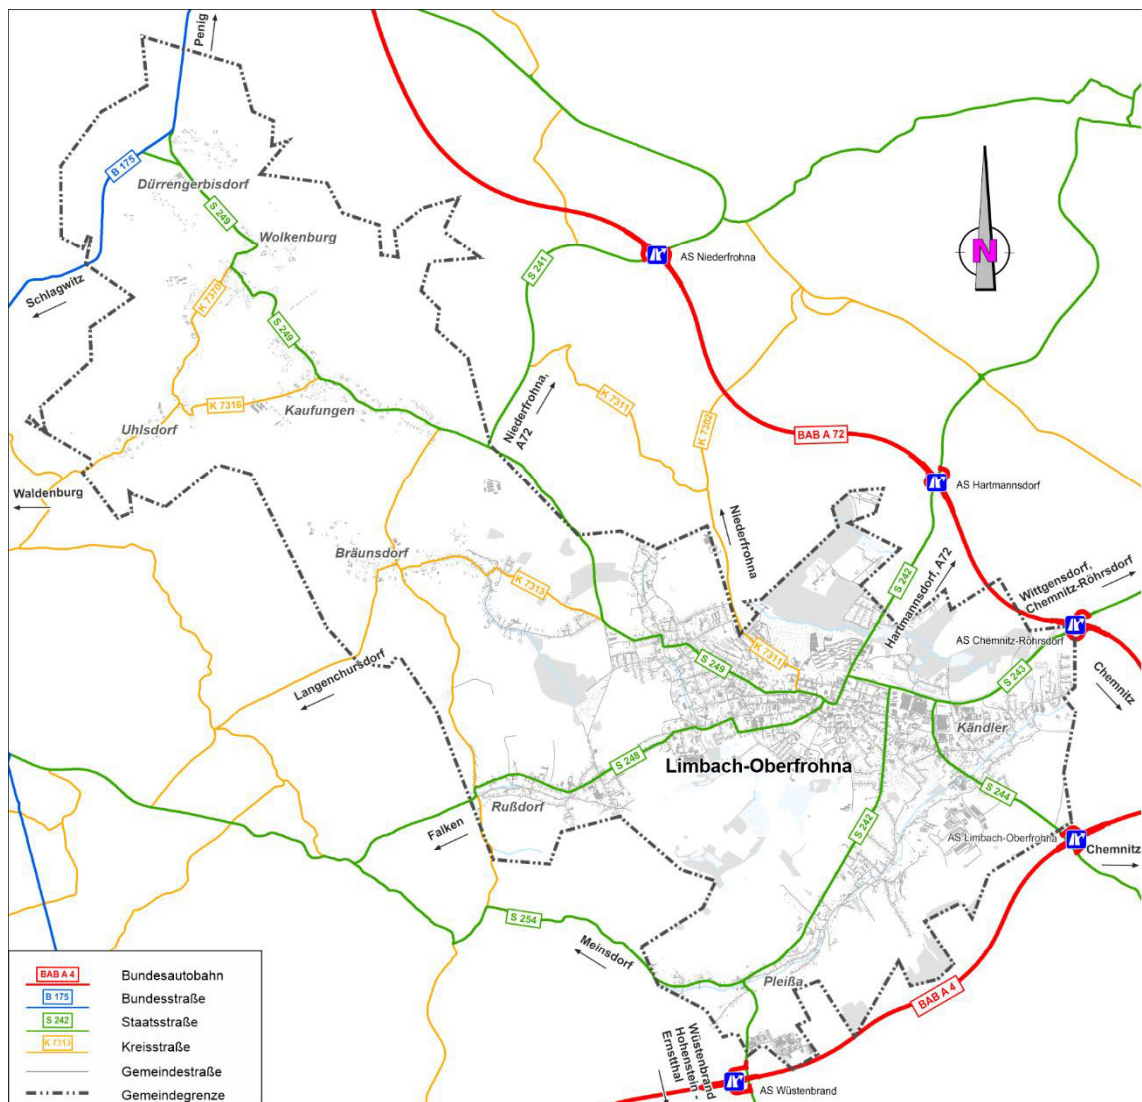 Penig
B 175
Dürrengerbisdorf
S 249
Wolkenburg
Schlagwitz
K 7370
S 249
S 241
AS Niederfrohna
N
Kaufungen
K 7316
Uhlsdorf
Niederfrohna,
A72
K 7311
K 7302
BAB A 72
AS Hartmannsdorf
Waldenburg
Niederfrohna
Bräunsdorf
K 7313
S 242
Hartmannsdorf, A72
Wittgensdorf,
Chemnitz-Röhrsdorf
AS Chemnitz-Röhrsdorf
Langenchursdorf
S 249
K 7311
S 243
Chemnitz
Kändler
Limbach-Oberfrohna
S 248
Rußdorf
Falken
S 244
S 242
AS Limbach-Oberfrohna
Chemnitz
S 254
Meinsdorf
Pleißa
BAB A 4
Wüstenbrand
Hohenstein -
Ernstthal
AS Wüstenbrand
BAB A 4 Bundesautobahn
B 175 Bundesstraße
S 242 Staatsstraße
K 7313 Kreisstraße
Gemeindestraße
Gemeindegrenze